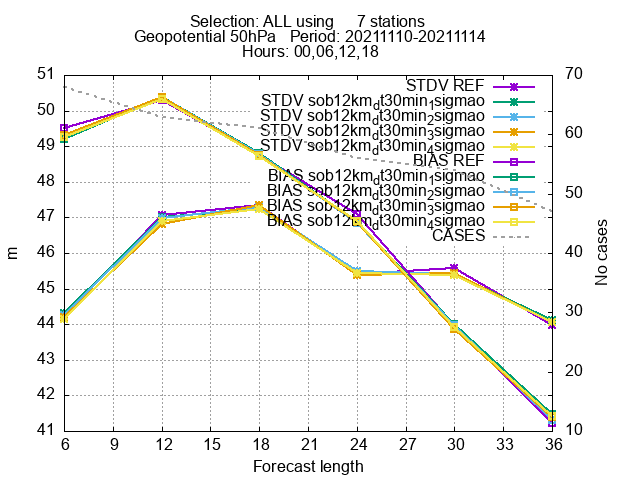 Selection: ALL using     7 stations
Geopotential 50hPa   Period: 20211110-20211114
Hours: 00,06,12,18
STDV REF
STDV sob12km_dt30min_1sigmao
STDV sob12km_dt30min_2sigmao
STDV sob12km_dt30min_3sigmao
STDV sob12km_dt30min_4sigmao
BIAS REF
BIAS sob12km_dt30min_1sigmao
BIAS sob12km_dt30min_2sigmao
BIAS sob12km_dt30min_3sigmao
BIAS sob12km_dt30min_4sigmao
CASES
51
50
49
48
47
46
45
44
43
42
41
m
70
60
50
40
30
20
10
No cases
6 9 12 15 18 21 24 27 30 33 36
Forecast length